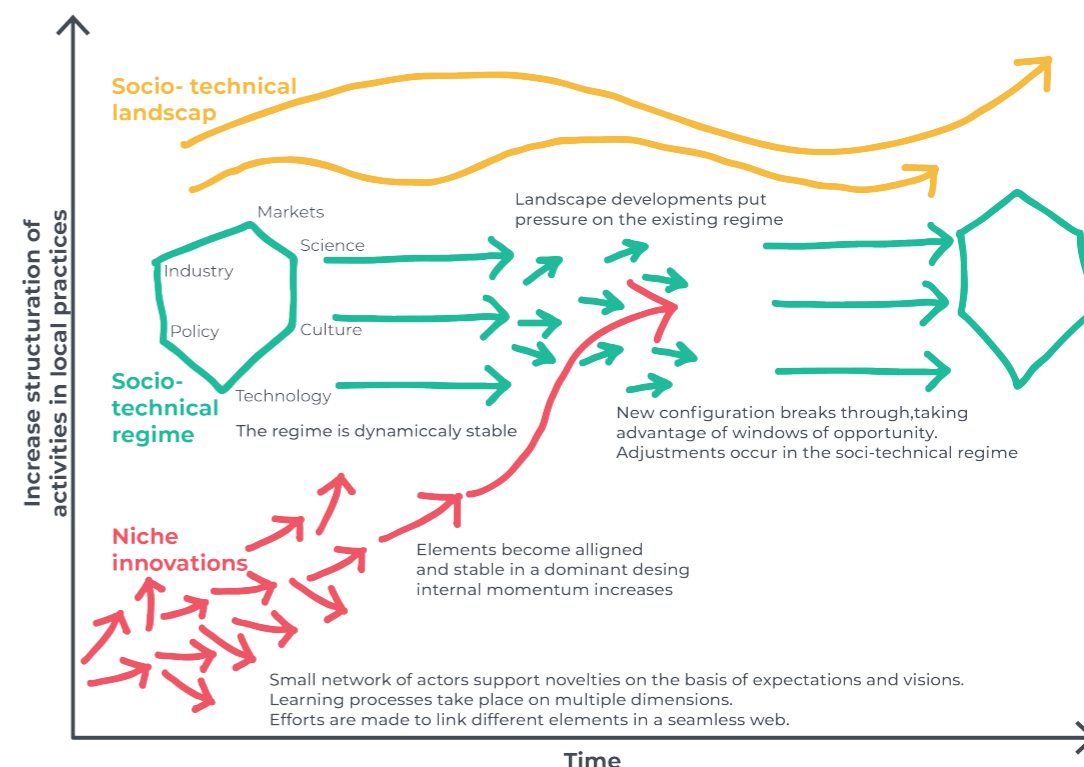 Socio- technical
landscap
Landscape developments put
pressure on the existing regime
Markets
Science
Industry
Policy
Culture
Technology
Socio-
technical
regime
The regime is dynamiccaly stable
New configuration breaks through,taking
advantage of windows of opportunity.
Adjustments occur in the soci-technical regime
Niche
innovations
Elements become alligned
and stable in a dominant desing
internal momentum increases
Small network of actors support novelties on the basis of expectations and visions.
Learning processes take place on multiple dimensions.
Efforts are made to link different elements in a seamless web.
Increase structuration of
activities in local practices
Time